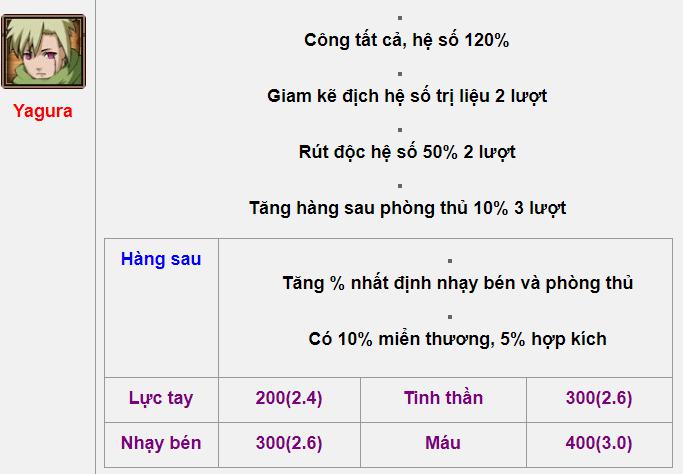 Công tất cả, hệ số 120%
Giam kẽ địch hệ số trị liệu 2 lượt
Yagura
Rút độc hệ số 50% 2 lượt
Tăng hàng sau phòng thủ 10% 3 lượt
Hàng sau
Tăng % nhất định nhạy bén và phòng thủ
Có 10% miển thương, 5% hợp kích
Lực tay 200(2.4) Tinh thần 300(2.6)
Nhạy bén 300(2.6) Máu 400(3.0)